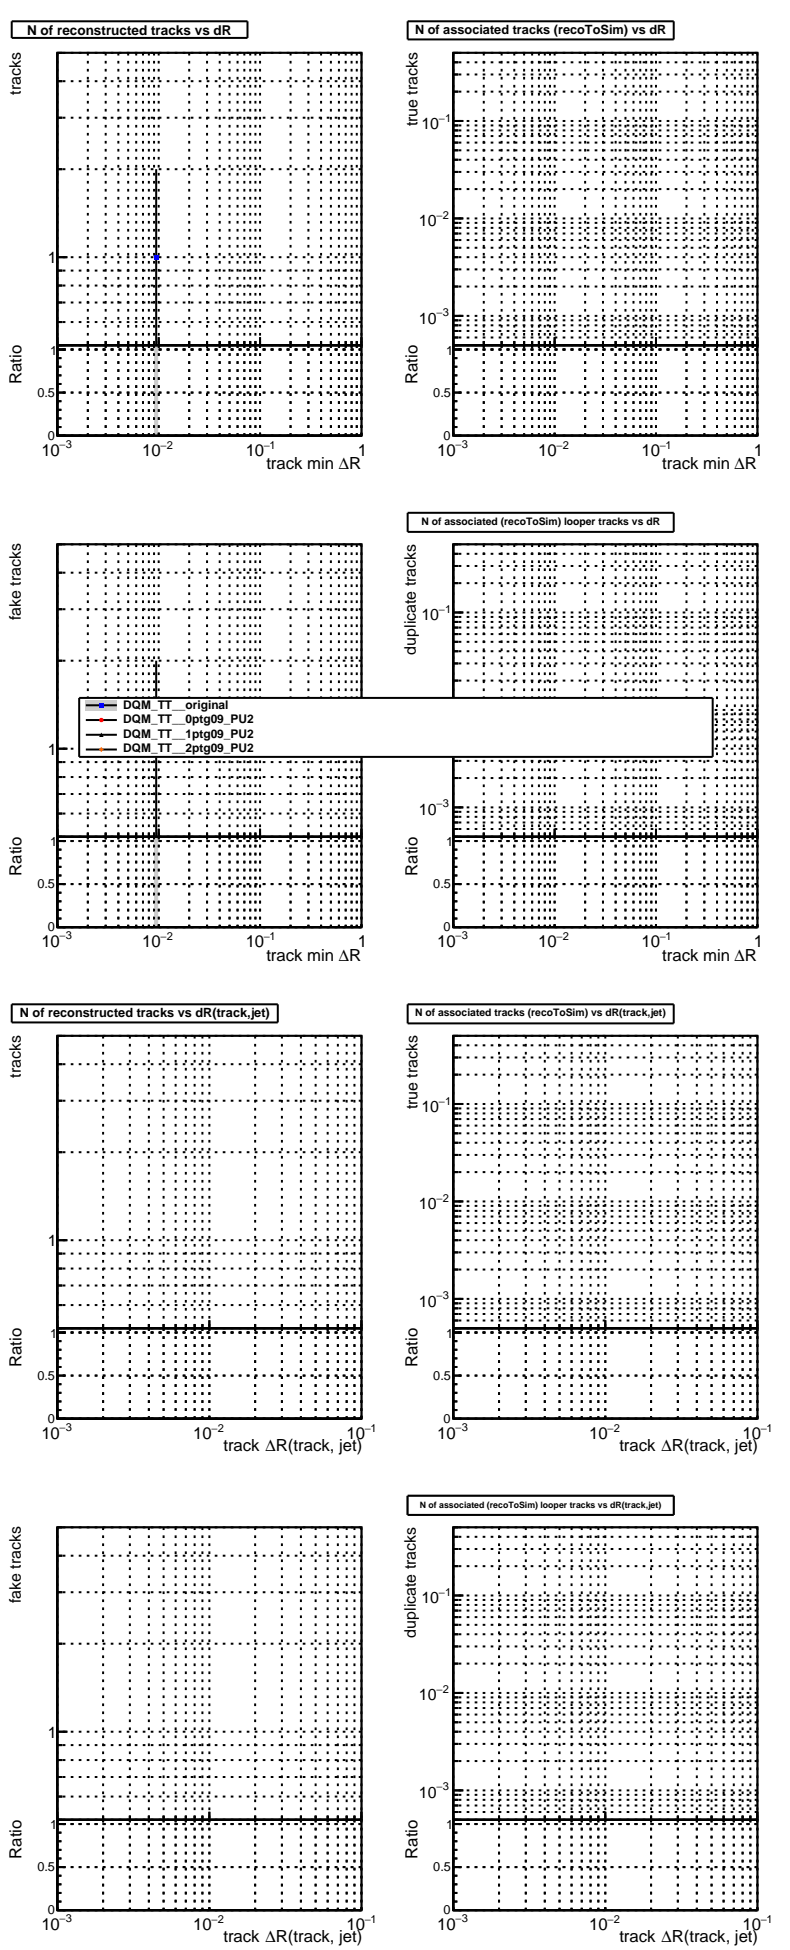 N of reconstructed tracks vs dR
N of associated tracks (recoToSim) vs dR
tracks
1
Ratio
1
0.5
0
10−3
10−2
10−1
1
track min ΔR
true tracks
10−1
10−2
10−3
Ratio
1
0.5
0
10−3
10−2
10−1
1
track min ΔR
N of associated (recoToSim) looper tracks vs dR
fake tracks
1
Ratio
1
0.5
0
10−3
10−2
10−1
1
track min ΔR
duplicate tracks
10−1
10−3
Ratio
1
0.5
0
10−3
10−2
10−1
1
track min ΔR
DQM_TT__original
DQM_TT__0ptg09_PU2
DQM_TT__1ptg09_PU2
DQM_TT__2ptg09_PU2
N of reconstructed tracks vs dR(track,jet)
N of associated tracks (recoToSim) vs dR(track,jet)
tracks
1
Ratio
1
0.5
0
10−3
10−2
10−1
track ΔR(track, jet)
true tracks
10−1
10−2
10−3
Ratio
1
0.5
0
10−3
10−2
10−1
track ΔR(track, jet)
N of associated (recoToSim) looper tracks vs dR(track,jet)
fake tracks
1
Ratio
1
0.5
0
10−3
10−2
10−1
track ΔR(track, jet)
duplicate tracks
10−1
10−2
10−3
Ratio
1
0.5
0
10−3
10−2
10−1
track ΔR(track, jet)